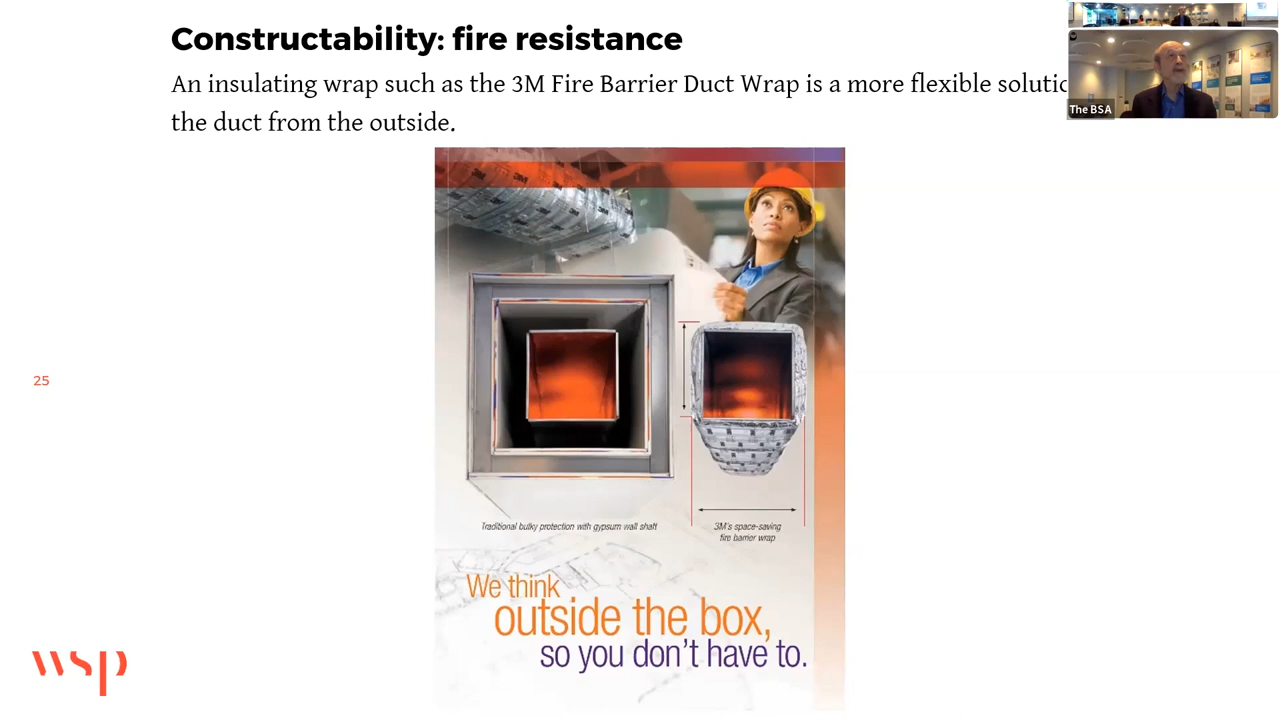 Constructability: fire resistance
An insulating wrap such as the 3M Fire Barrier Duct Wrap is a more flexible
the duct from the outside.
The BSA
25
Traditional bulky protection with gypsum wall shaft
3M's space-saving
fire barrier wrap
We think
outside the box,
so you don't have to.
wsp